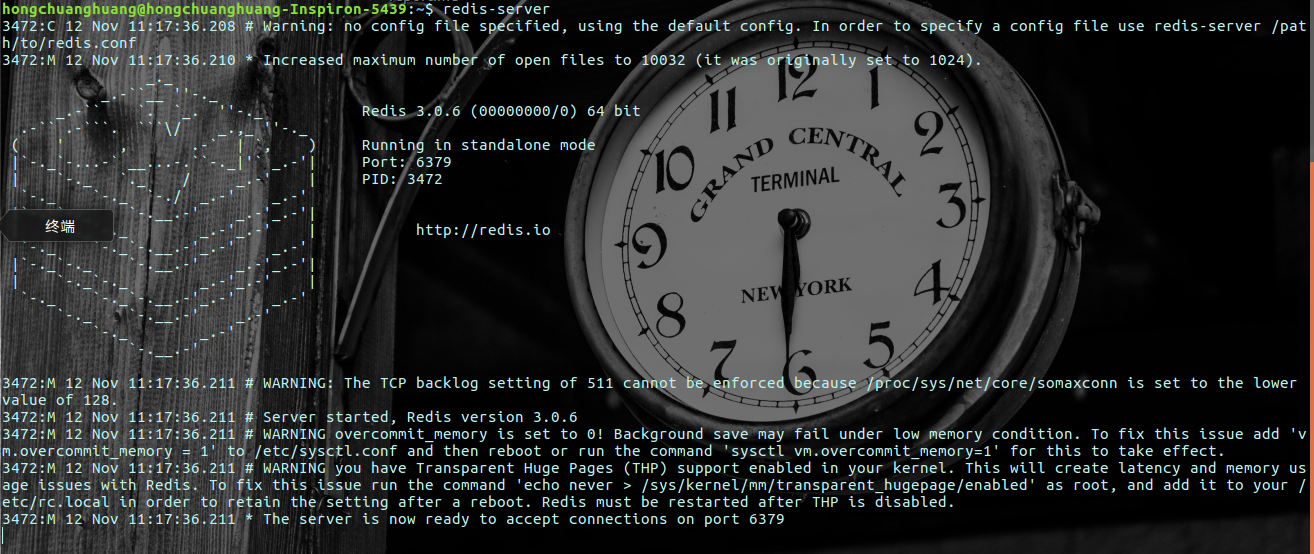 hongchuanghuang@hongchuanghuang-Inspiron-5439:~$ redis-server
3472:C 12 Nov 11:17:36.208 # Warning: no config file specified, using the default config. In order to specify a config file use redis-server /pat
h/to/redis.conf
3472:M 12 Nov 11:17:36.210 * Increased maximum number of open files to 10032 (it was originally set to 1024).
Redis 3.0.6 (00000000/0) 64 bit
Running in standalone mode
Port: 6379
PID: 3472
http://redis.io
终端
12
1
2
3
4
5
6
7
8
9
10
11
GRAND CENTRAL
TERMINAL
NEW YORK
3472:M 12 Nov 11:17:36.211 # WARNING: The TCP backlog setting of 511 cannot be enforced because /proc/sys/net/core/somaxconn is set to the lower
value of 128.
3472:M 12 Nov 11:17:36.211 # Server started, Redis version 3.0.6
3472:M 12 Nov 11:17:36.211 # WARNING overcommit_memory is set to 0! Background save may fail under low memory condition. To fix this issue add 'v
m.overcommit_memory = 1' to /etc/sysctl.conf and then reboot or run the command 'sysctl vm.overcommit_memory=1' for this to take effect.
3472:M 12 Nov 11:17:36.211 # WARNING you have Transparent Huge Pages (THP) support enabled in your kernel. This will create latency and memory us
age issues with Redis. To fix this issue run the command 'echo never > /sys/kernel/mm/transparent_hugepage/enabled' as root, and add it to your /
etc/rc.local in order to retain the setting after a reboot. Redis must be restarted after THP is disabled.
3472:M 12 Nov 11:17:36.211 * The server is now ready to accept connections on port 6379